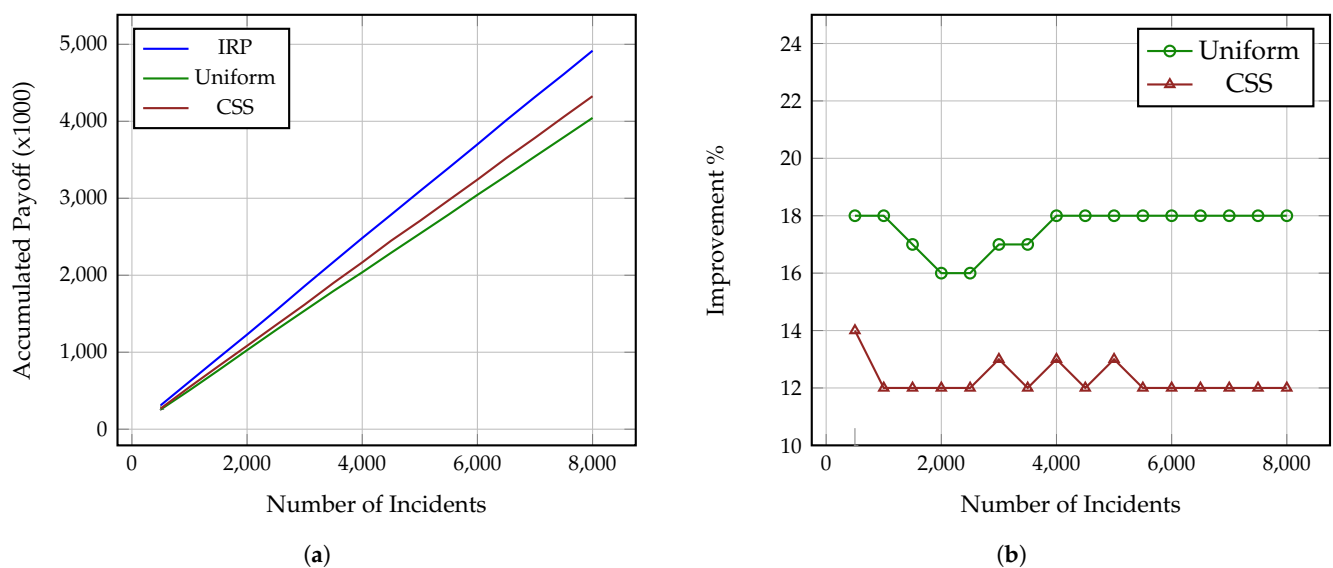 IRP
Uniform
CSS
5,000
4,000
3,000
2,000
1,000
0
Accumulated Payoff (x1000)
0 2,000 4,000 6,000 8,000
Number of Incidents
(a)
Uniform
CSS
24
22
20
18
16
14
12
10
Improvement %
0 2,000 4,000 6,000 8,000
Number of Incidents
(b)